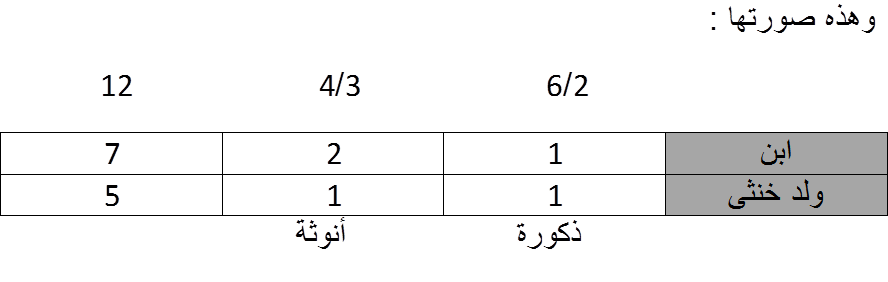 وهذه صورتها :
6/2 4/3 12
ابن 1 2 7
ولد خنثى 1 1 5
ذكورة أنوثة